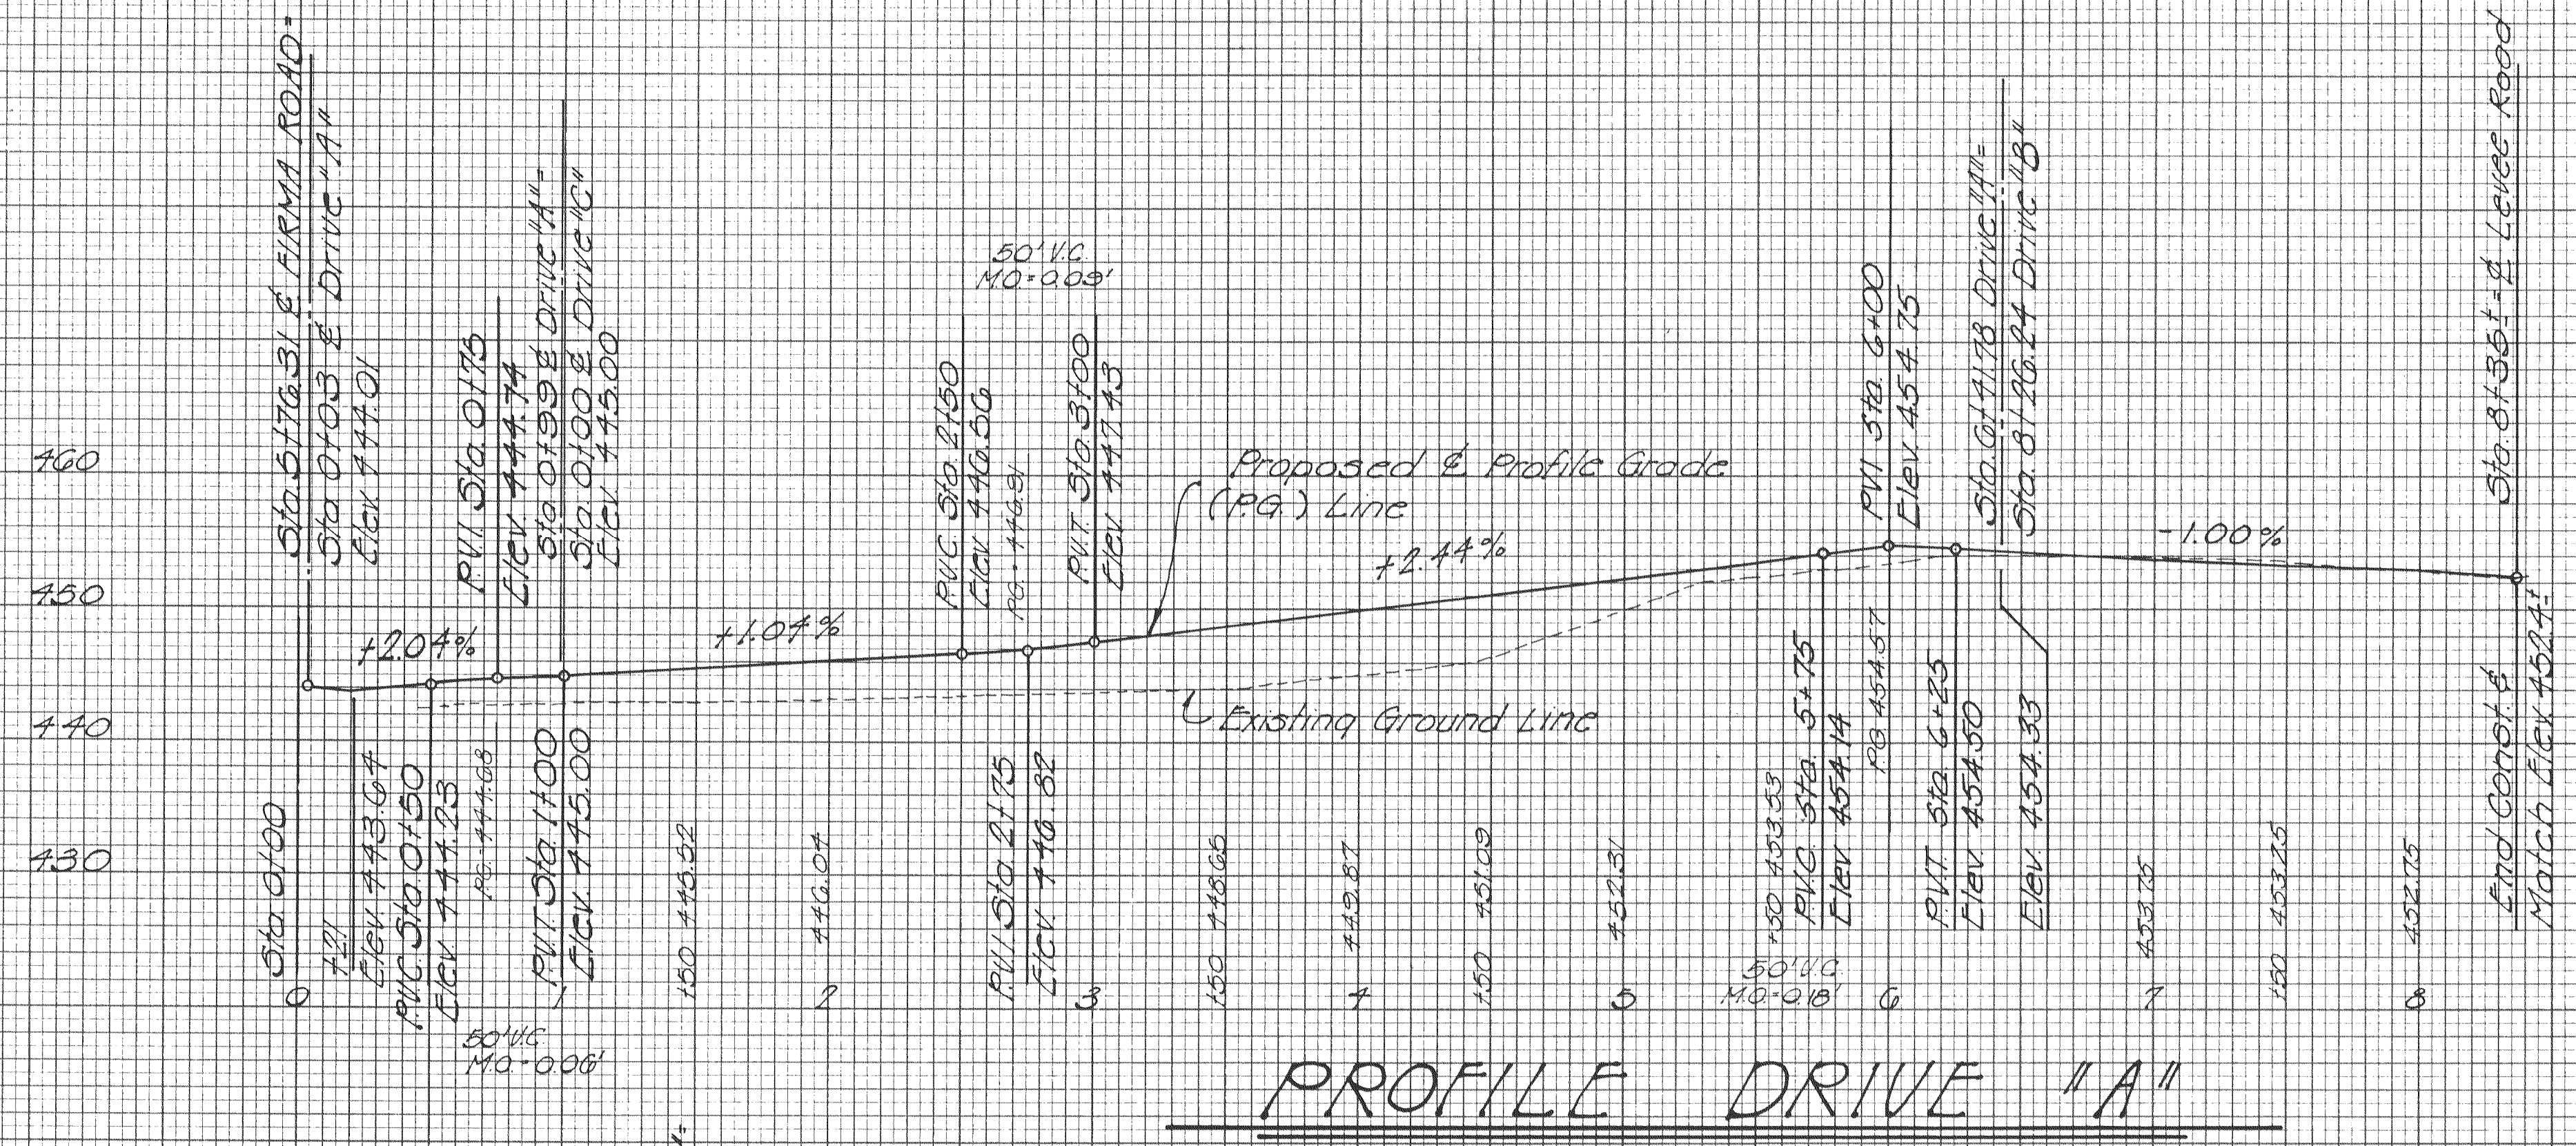 Sta. 5+76.31 ℄ FIRMA ROAD =
Sta. 0+03 ℄ Drive "A"
Elev. 444.01
P.V.I. Sta. 0+75
Elev. 444.74
Sta. 0+99 ℄ Drive "A" =
Sta. 0+00 ℄ Drive "C"
Elev. 445.00
50' V.C.
M.O. = 0.09'
P.V.C. Sta. 2+50
Elev. 446.56
P.G. = 446.91
P.V.T. Sta. 3+00
Elev. 447.43
Proposed ℄ Profile Grade
(P.G.) Line
PVI Sta. 6+00
Elev. 454.75
Sta. 6+41.78 Drive "A" =
Sta. 8+26.24 Drive "B"
Sta. 8+35± = ℄ Levee Road
460
450
440
430
+2.04%
+1.04%
+2.44%
-1.00%
Existing Ground Line
Sta. 0+00
+21
Elev. 443.64
P.V.C. Sta. 0+50
Elev. 444.23
P.G. = 444.68
P.V.T. Sta. 1+00
Elev. 445.00
+50 445.52
446.04
P.V.I. Sta. 2+75
Elev. 446.82
+50 448.65
449.87
+50 451.09
452.31
+50 453.53
P.V.C. Sta. 5+75
Elev. 454.14
P.G. 454.57
P.V.T. Sta. 6+25
Elev. 454.50
Elev. 454.33
453.75
+50 453.25
452.75
End Const. ℄
Match Elev. 452.4±
0 1 2 3 4 5 6 7 8
50' V.C.
M.O. = 0.18'
50' V.C.
M.O. = 0.06'
PROFILE DRIVE "A"